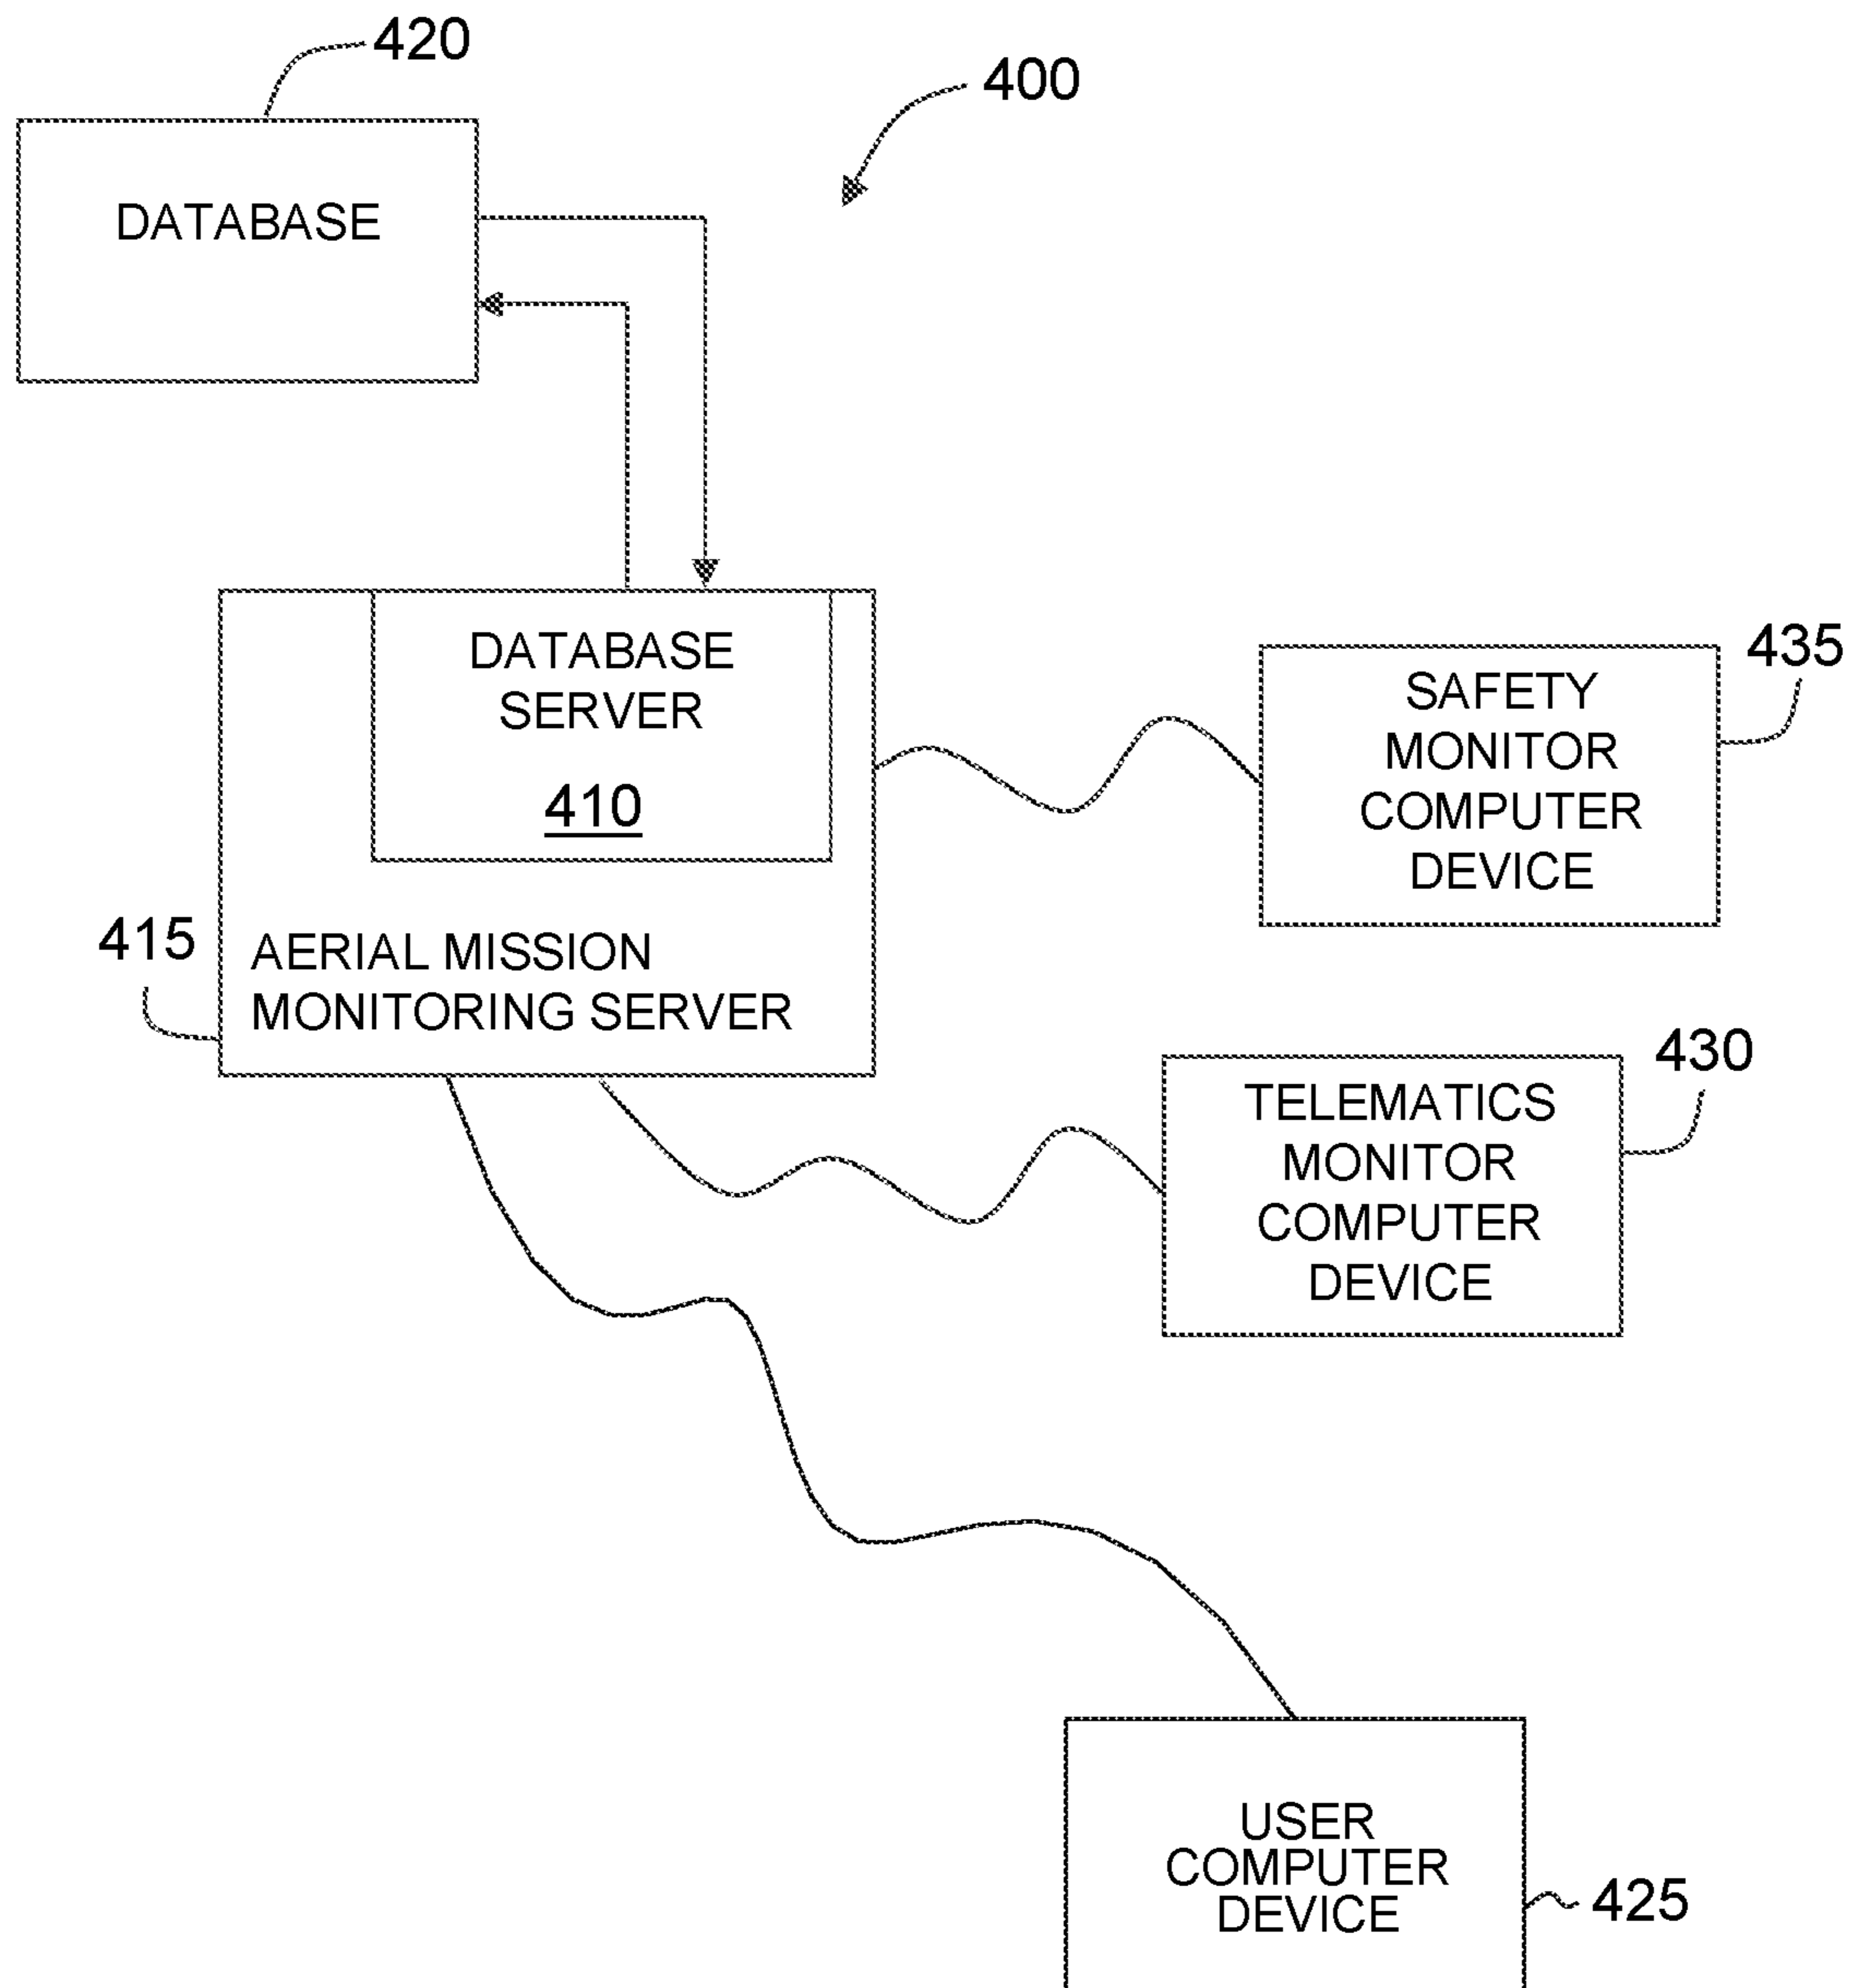 420
400
DATABASE
DATABASE
SERVER
410
435
SAFETY
MONITOR
COMPUTER
DEVICE
415
AERIAL MISSION
MONITORING SERVER
430
TELEMATICS
MONITOR
COMPUTER
DEVICE
USER
COMPUTER
DEVICE
425